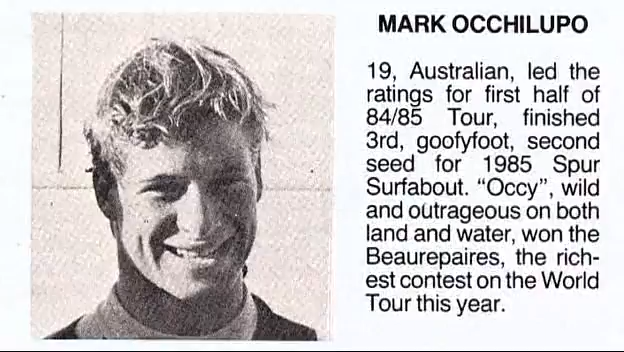 MARK OCCHILUPO
19, Australian, led the
ratings for first half of
84/85 Tour, finished
3rd, goofyfoot, second
seed for 1985 Spur
Surfabout. “Occy”, wild
and outrageous on both
land and water, won the
Beaurepaires, the rich-
est contest on the World
Tour this year.